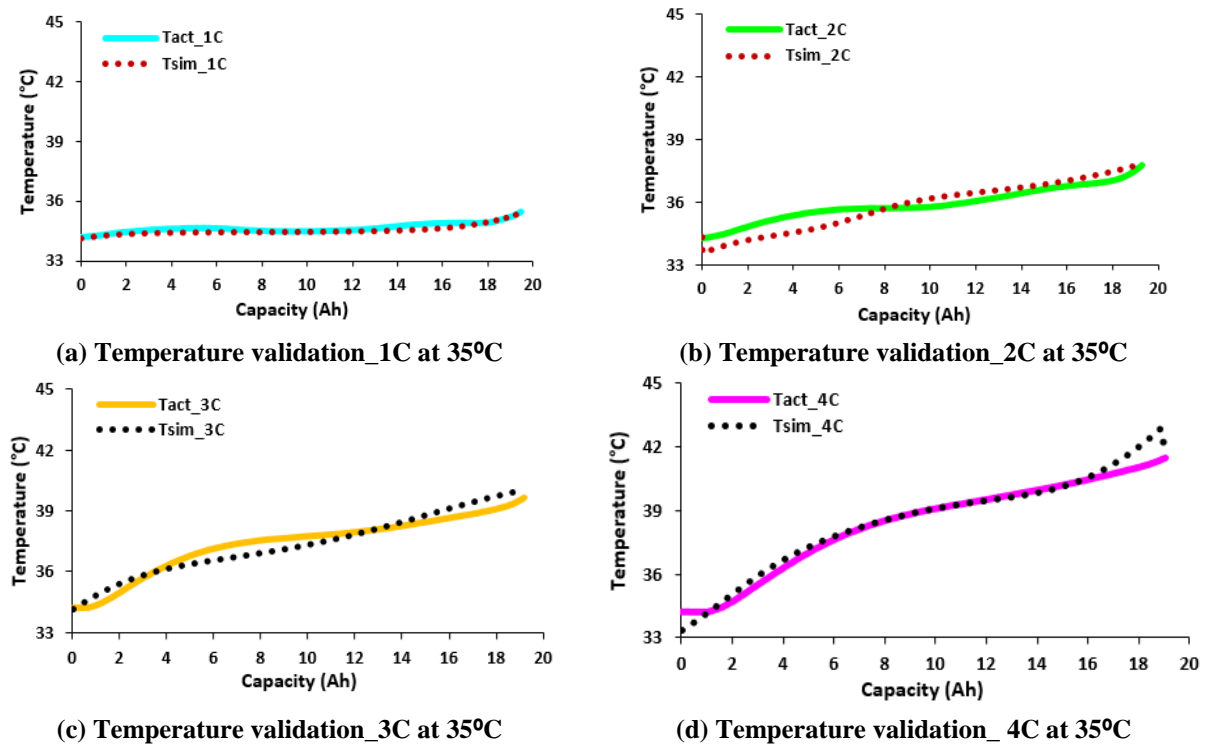 45
42
39
36
33
Temperature (°C)
Tact_1C
Tsim_1C
0 2 4 6 8 10 12 14 16 18 20
Capacity (Ah)
(a) Temperature validation_1C at 35⁰C
45
42
39
36
33
Temperature (°C)
Tact_2C
Tsim_2C
0 2 4 6 8 10 12 14 16 18 20
Capacity (Ah)
(b) Temperature validation_2C at 35⁰C
45
42
39
36
33
Temperature (°C)
Tact_3C
Tsim_3C
0 2 4 6 8 10 12 14 16 18 20
Capacity (Ah)
(c) Temperature validation_3C at 35⁰C
45
42
39
36
33
Temperature (°C)
Tact_4C
Tsim_4C
0 2 4 6 8 10 12 14 16 18 20
Capacity (Ah)
(d) Temperature validation_ 4C at 35⁰C